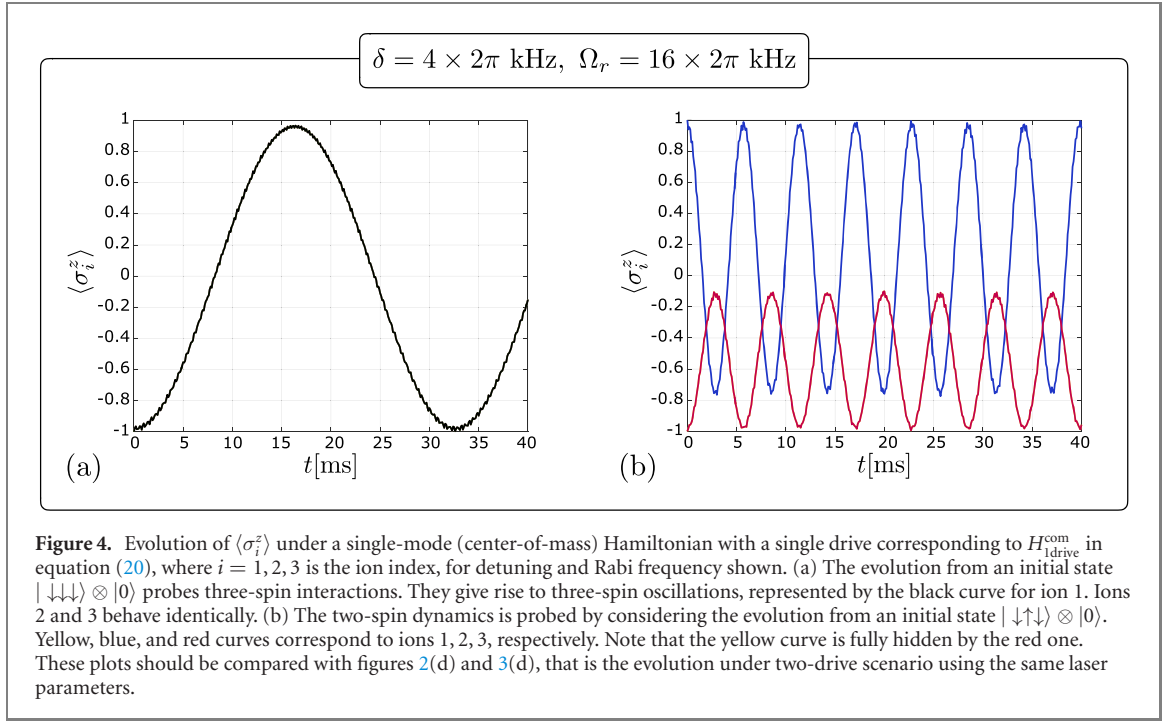 δ = 4 × 2π kHz, Ω_r = 16 × 2π kHz
1
0.8
0.6
0.4
0.2
0
-0.2
-0.4
-0.6
-0.8
-1
⟨σ_i^z⟩
0 5 10 15 20 25 30 35 40
(a) t[ms]
1
0.8
0.6
0.4
0.2
0
-0.2
-0.4
-0.6
-0.8
-1
⟨σ_i^z⟩
0 5 10 15 20 25 30 35 40
(b) t[ms]
Figure 4. Evolution of ⟨σ_i^z⟩ under a single-mode (center-of-mass) Hamiltonian with a single drive corresponding to H_{1drive}^{com} in
equation (20), where i = 1, 2, 3 is the ion index, for detuning and Rabi frequency shown. (a) The evolution from an initial state
| ↓↓↓⟩ ⊗ |0⟩ probes three-spin interactions. They give rise to three-spin oscillations, represented by the black curve for ion 1. Ions
2 and 3 behave identically. (b) The two-spin dynamics is probed by considering the evolution from an initial state | ↓↑↓⟩ ⊗ |0⟩.
Yellow, blue, and red curves correspond to ions 1, 2, 3, respectively. Note that the yellow curve is fully hidden by the red one.
These plots should be compared with figures 2(d) and 3(d), that is the evolution under two-drive scenario using the same laser
parameters.